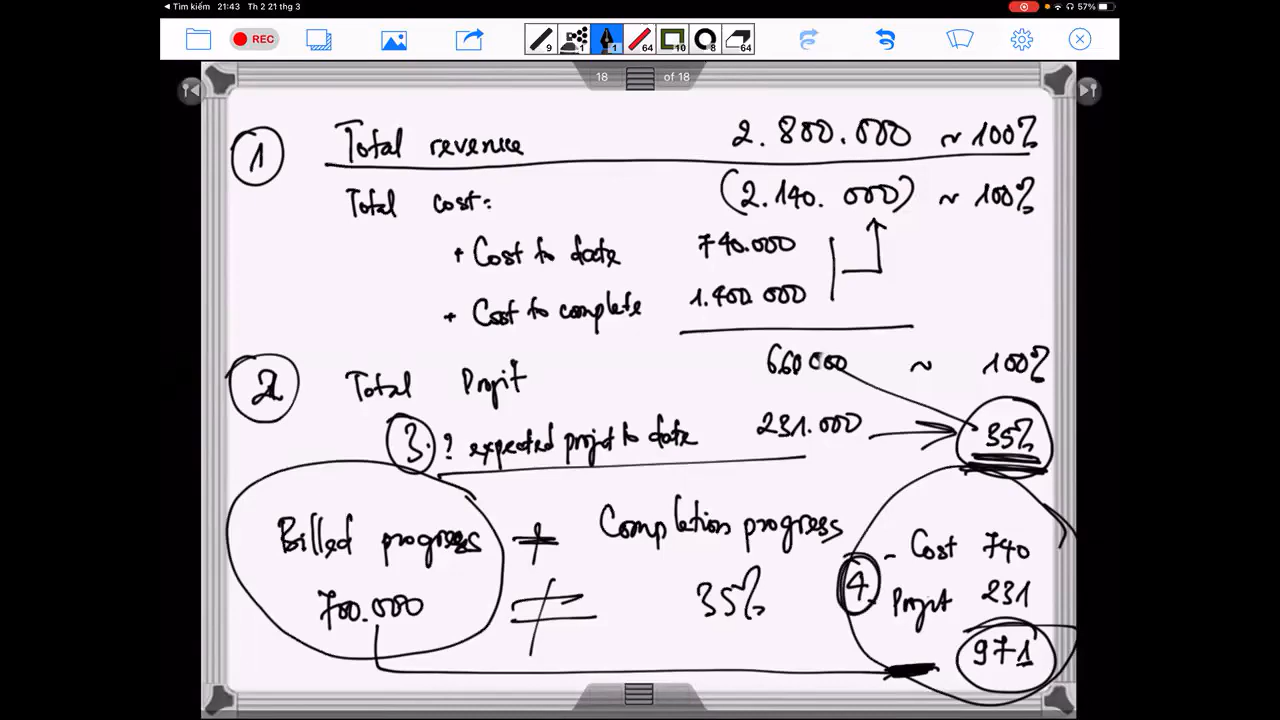 Tìm kiếm 21:43 Th 2 21 thg 3 57%
REC 9 1 1 64 10 8 64
18 of 18
1 Total revenue 2.800.000 ~ 100%
Total cost: (2.140.000) ~ 100%
+ Cost to date 740.000
+ Cost to complete 1.400.000
2 Total Profit 660.000 ~ 100%
3. ? expected profit to date 231.000 35%
Billed progress ≠ Completion progress
700.000 ≠ 35%
4
- Cost 740
- Profit 231
971